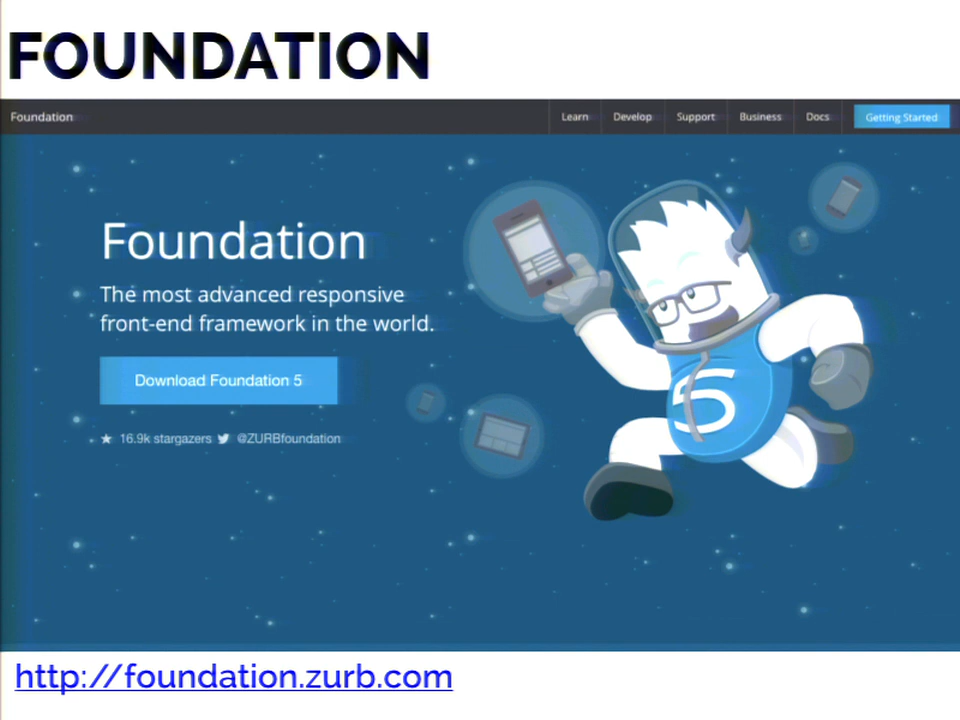 FOUNDATION
Foundation Learn Develop Support Business Docs Getting Started
Foundation
The most advanced responsive
front-end framework in the world.
Download Foundation 5
16.9k stargazers @ZURBfoundation
5
http://foundation.zurb.com